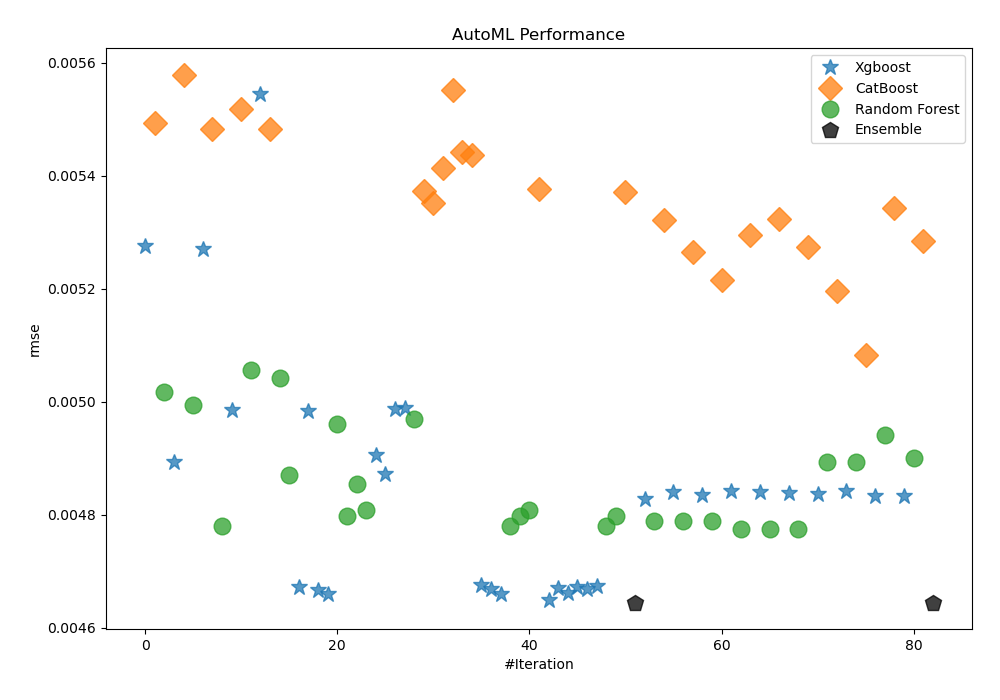 AutoML Performance
Xgboost
CatBoost
Random Forest
Ensemble
0.0056
0.0054
0.0052
0.0050
0.0048
0.0046
rmse
0
20
40
60
80
#Iteration